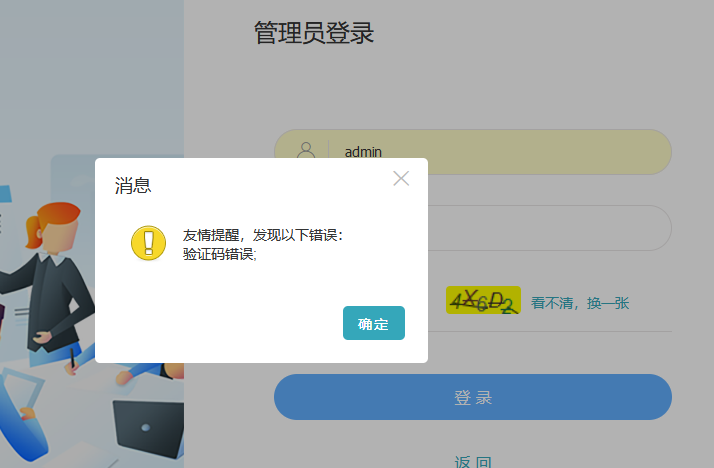 管理员登录
admin
消息
友情提醒，发现以下错误：
验证码错误;
4X6D2
看不清，换一张
确定
登 录
返 回